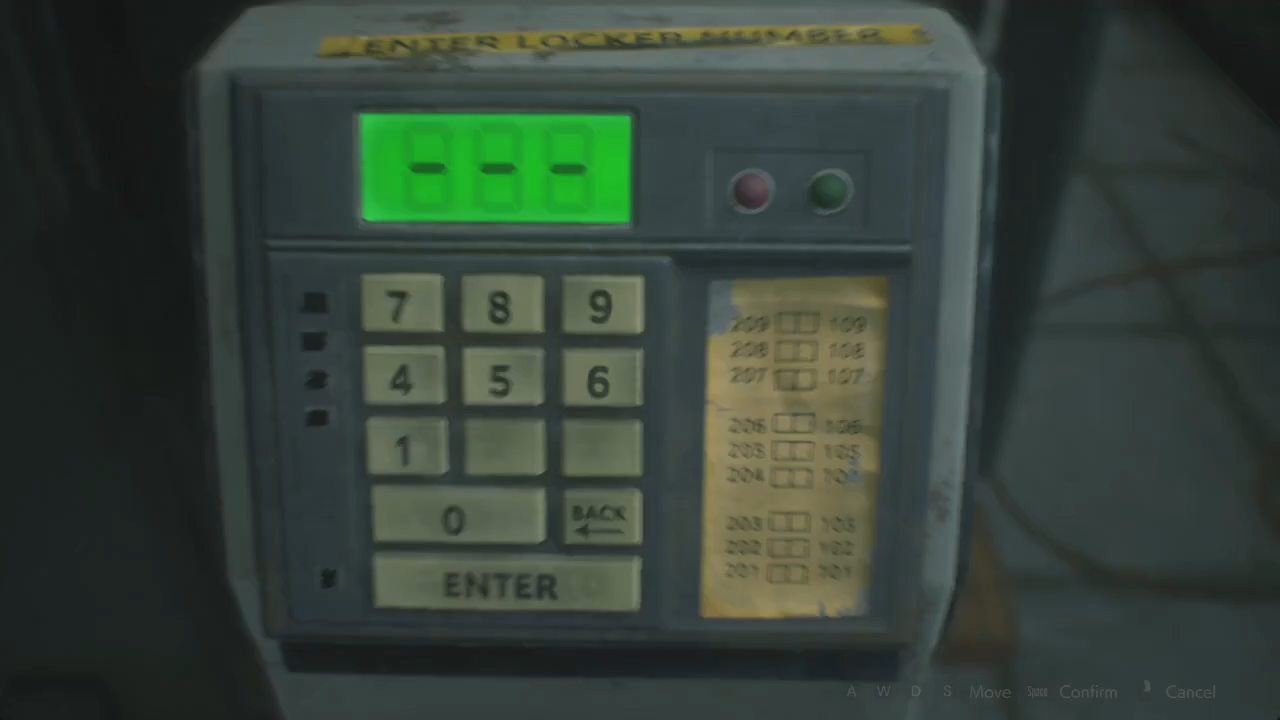 ENTER LOCKER NUMBER
- - -
7 8 9
4 5 6
1
0 BACK
ENTER
209 109
208 108
207 107
206 106
205 105
204 104
203 103
202 102
201 101
A W D S Move Space Confirm Cancel